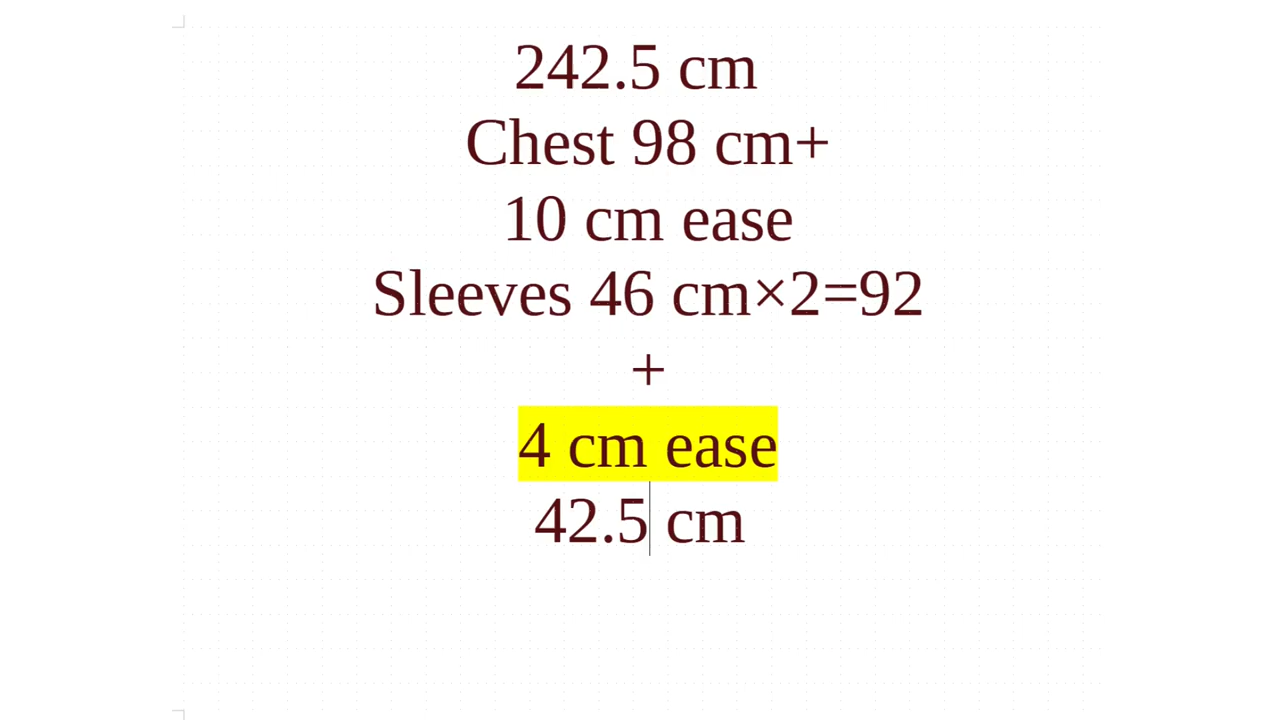 242.5 cm
Chest 98 cm+
10 cm ease
Sleeves 46 cm×2=92
+
4 cm ease
42.5 cm